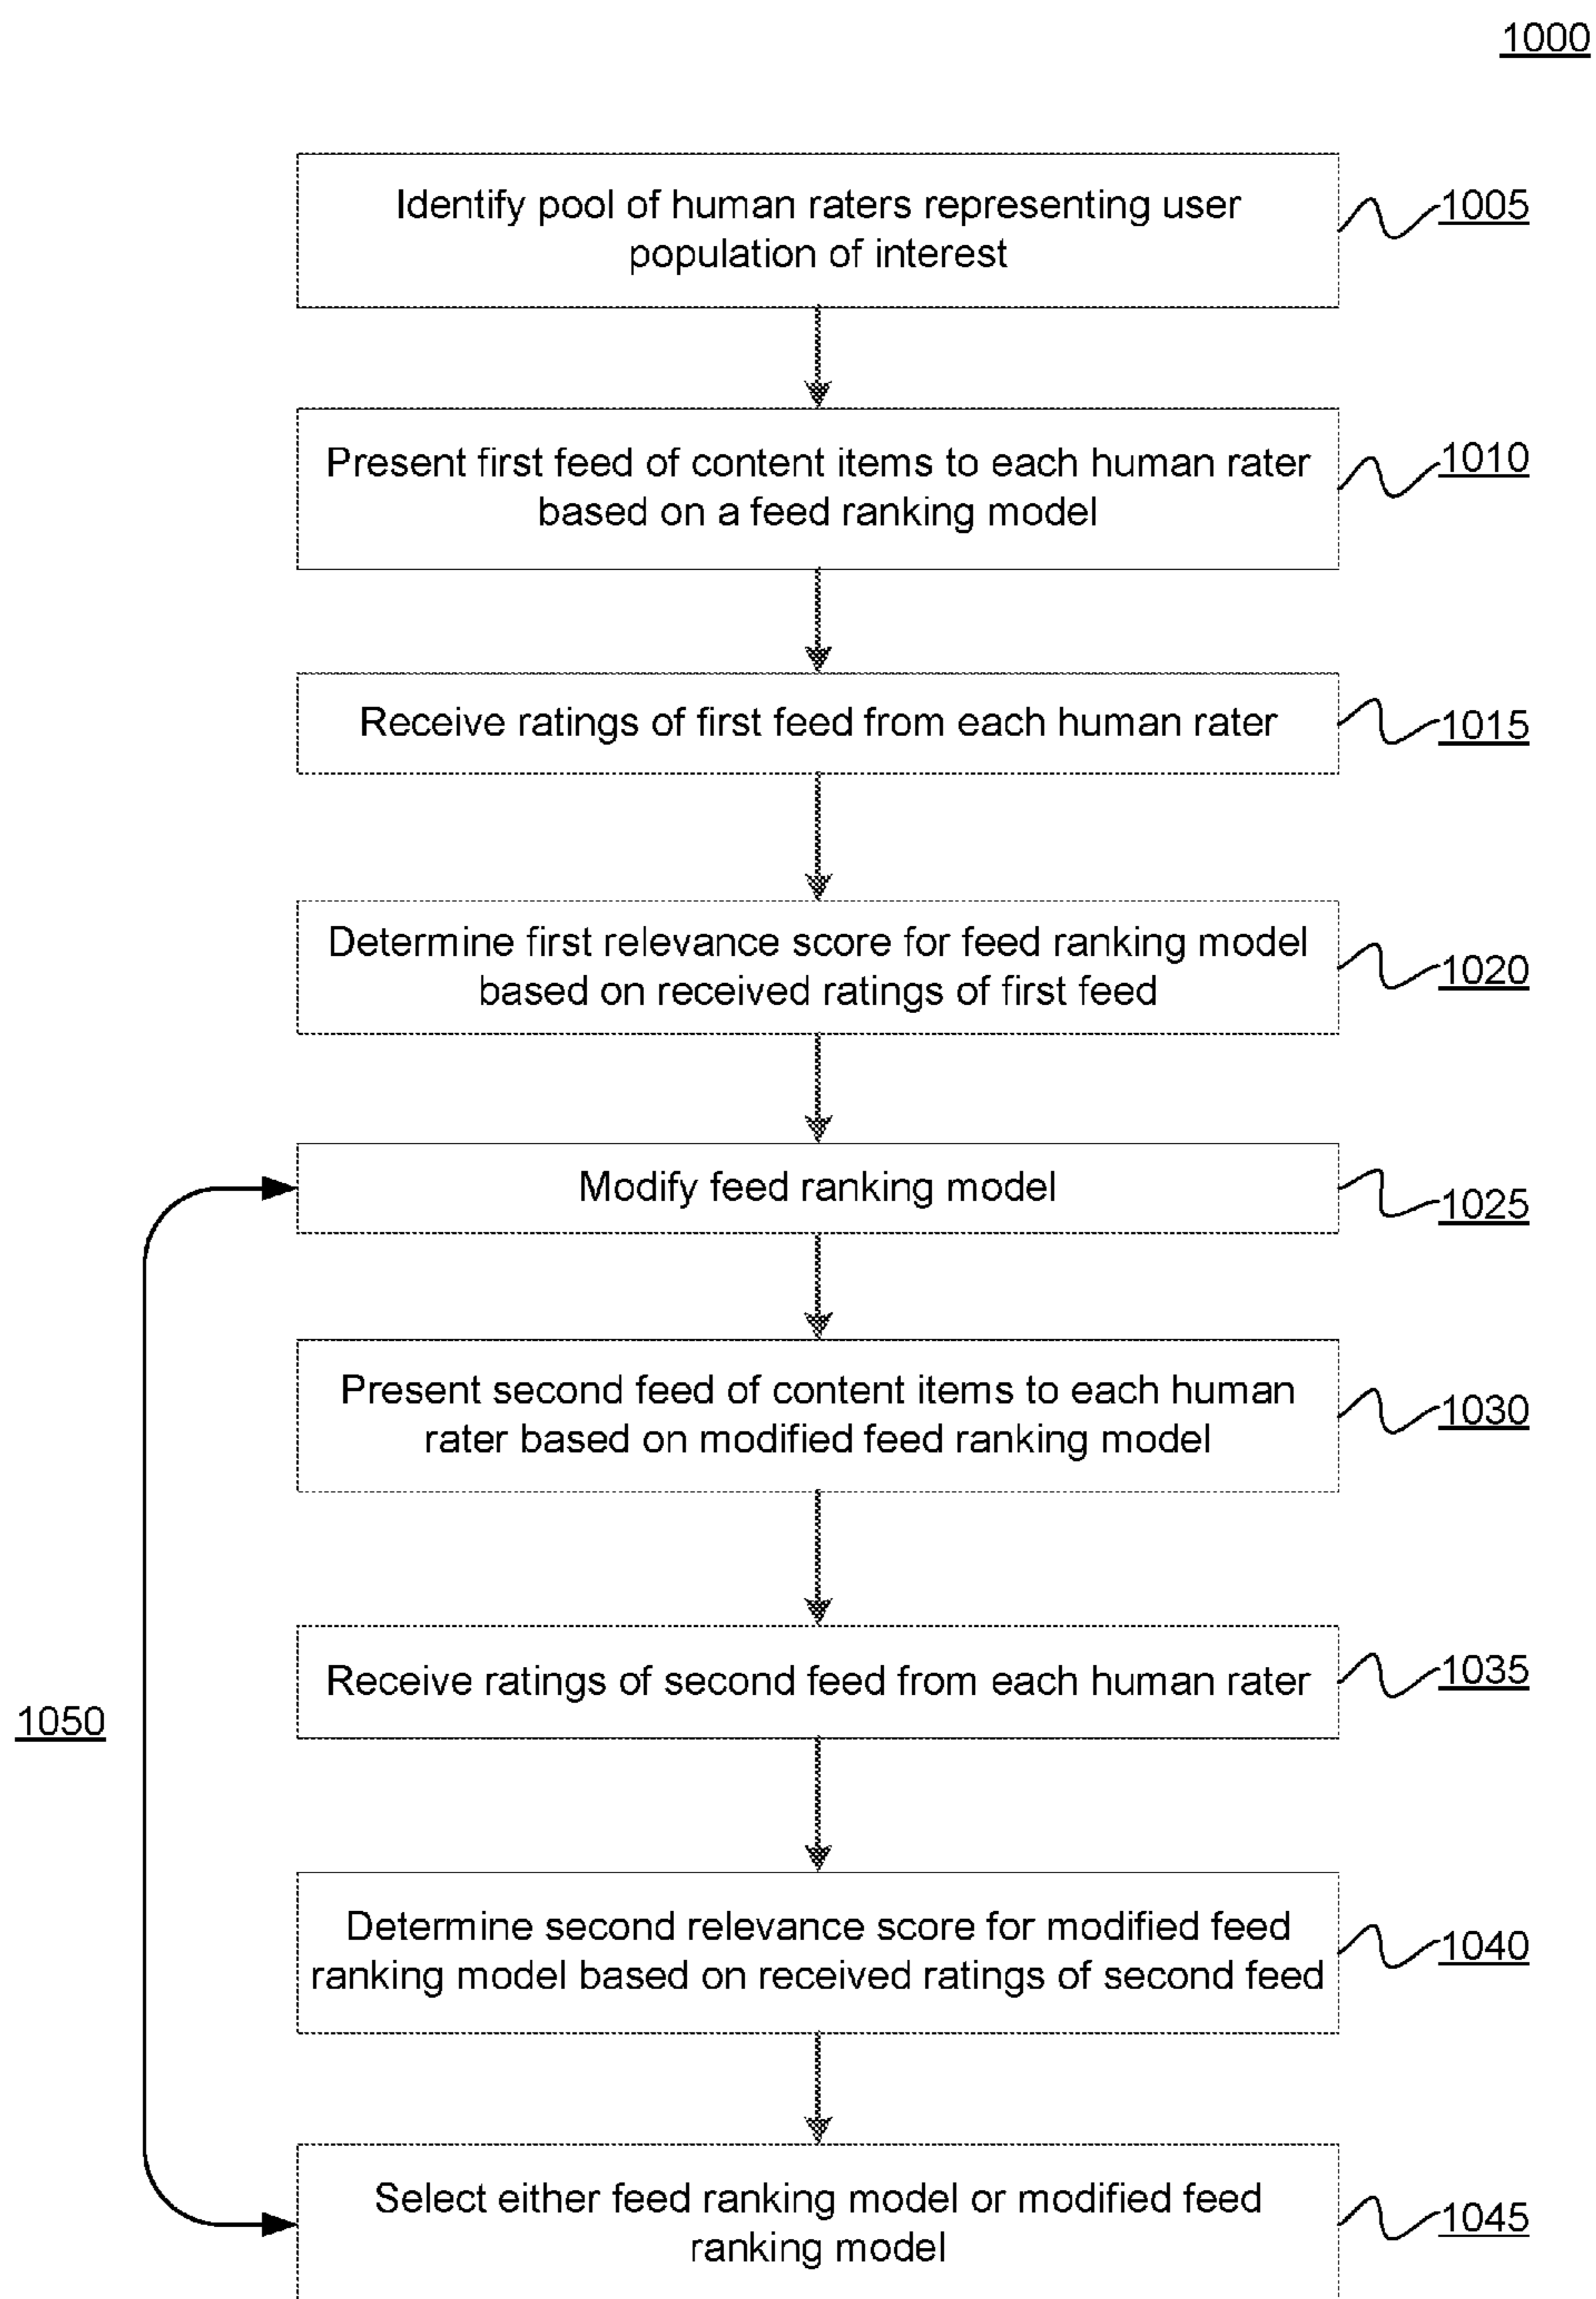 1000
Identify pool of human raters representing user
population of interest
1005
Present first feed of content items to each human rater
based on a feed ranking model
1010
Receive ratings of first feed from each human rater
1015
Determine first relevance score for feed ranking model
based on received ratings of first feed
1020
Modify feed ranking model
1025
Present second feed of content items to each human
rater based on modified feed ranking model
1030
Receive ratings of second feed from each human rater
1035
1050
Determine second relevance score for modified feed
ranking model based on received ratings of second feed
1040
Select either feed ranking model or modified feed
ranking model
1045